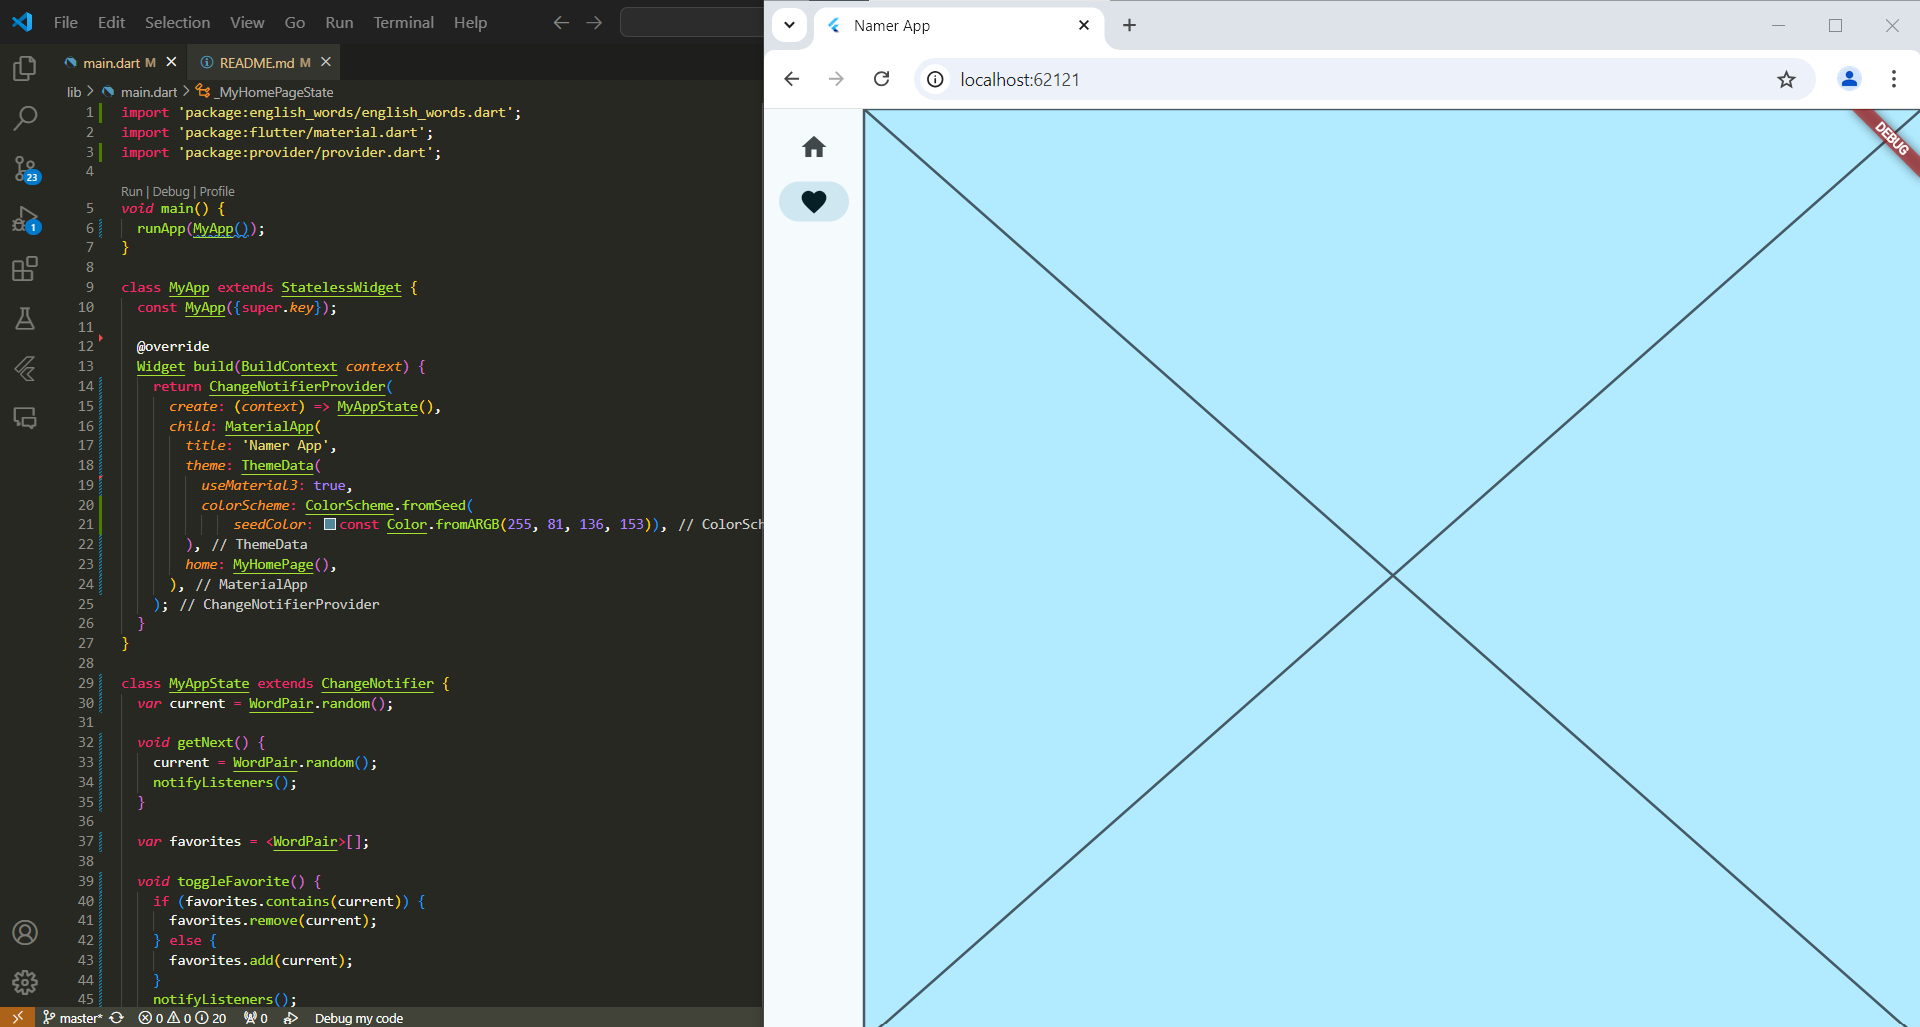 File Edit Selection View Go Run Terminal Help
main.dart M
README.md M
lib > main.dart > _MyHomePageState
1 import 'package:english_words/english_words.dart';
2 import 'package:flutter/material.dart';
3 import 'package:provider/provider.dart';
4
Run | Debug | Profile
5 void main() {
6 runApp(MyApp());
7 }
8
9 class MyApp extends StatelessWidget {
10 const MyApp({super.key});
11
12 @override
13 Widget build(BuildContext context) {
14 return ChangeNotifierProvider(
15 create: (context) => MyAppState(),
16 child: MaterialApp(
17 title: 'Namer App',
18 theme: ThemeData(
19 useMaterial3: true,
20 colorScheme: ColorScheme.fromSeed(
21 seedColor: const Color.fromARGB(255, 81, 136, 153)), // ColorSch
22 ), // ThemeData
23 home: MyHomePage(),
24 ), // MaterialApp
25 ); // ChangeNotifierProvider
26 }
27 }
28
29 class MyAppState extends ChangeNotifier {
30 var current = WordPair.random();
31
32 void getNext() {
33 current = WordPair.random();
34 notifyListeners();
35 }
36
37 var favorites = <WordPair>[];
38
39 void toggleFavorite() {
40 if (favorites.contains(current)) {
41 favorites.remove(current);
42 } else {
43 favorites.add(current);
44 }
45 notifyListeners();
23
1
master* 0 0 20 0 Debug my code
Namer App
localhost:62121
DEBUG